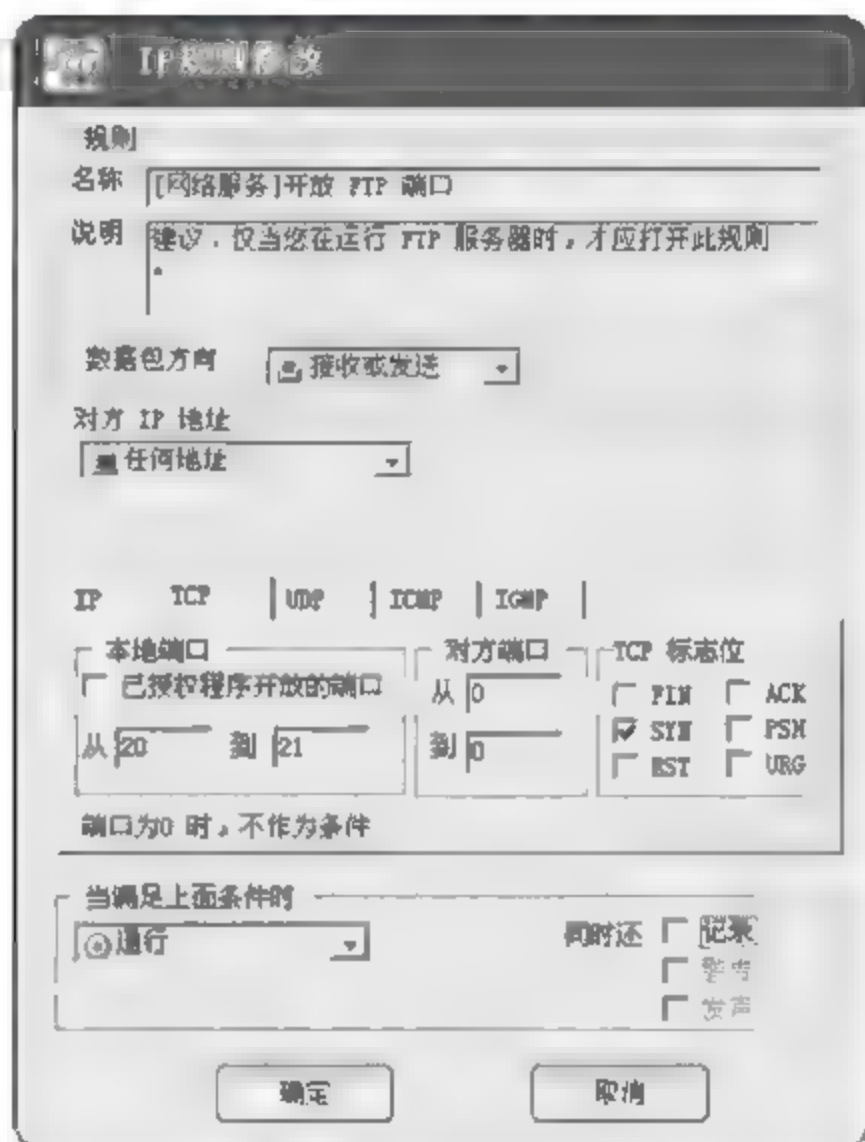 IP规则修改
规则
名称 [网络服务]开放 FTP 端口
说明 建议，仅当您在运行 FTP 服务器时，才应打开此规则
。
数据包方向 接收或发送
对方 IP 地址
任何地址
IP TCP UDP ICMP IGMP
本地端口 对方端口 TCP 标志位
已授权程序开放的端口 从 0 FIN ACK
从 20 到 21 到 0 SYN PSH
RST URG
端口为0 时，不作为条件
当满足上面条件时
通行 同时还 记录
警告
发声
确定 取消